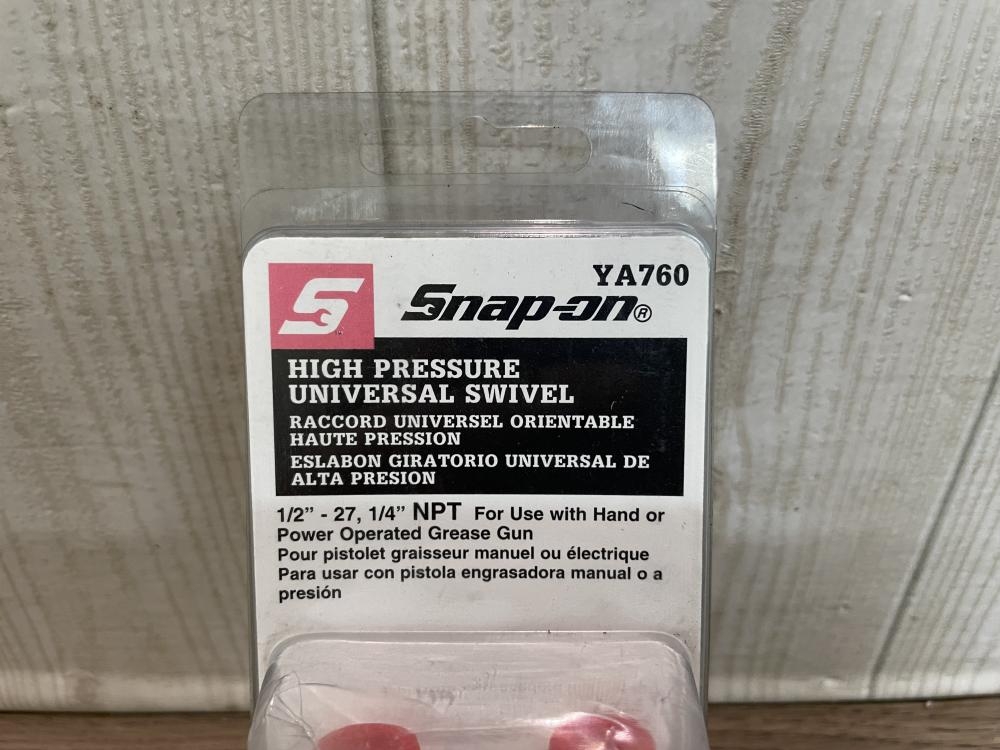 YA760
Snap-on®
HIGH PRESSURE
UNIVERSAL SWIVEL
RACCORD UNIVERSEL ORIENTABLE
HAUTE PRESSION
ESLABON GIRATORIO UNIVERSAL DE
ALTA PRESION
1/2” - 27, 1/4” NPT For Use with Hand or
Power Operated Grease Gun
Pour pistolet graisseur manuel ou électrique
Para usar con pistola engrasadora manual o a
presión